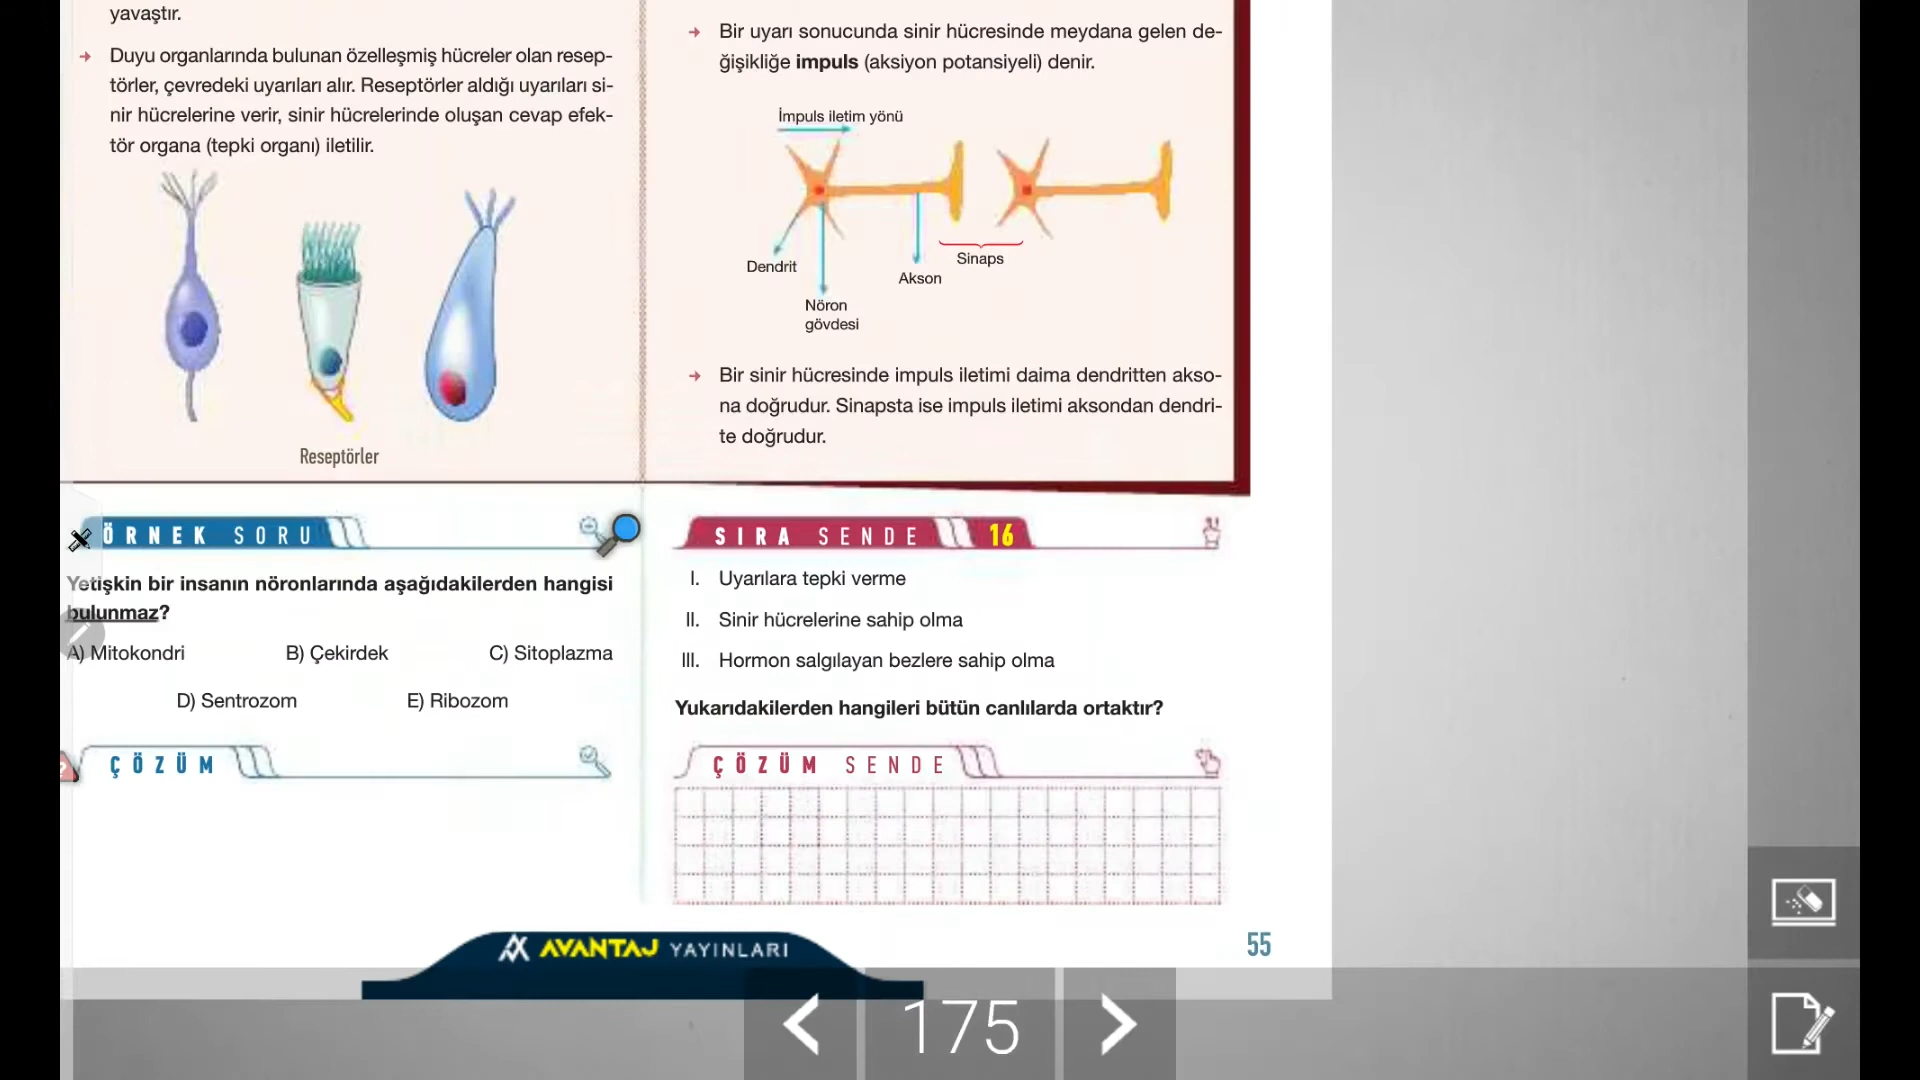 yavaştır.
Duyu organlarında bulunan özelleşmiş hücreler olan resep-
törler, çevredeki uyarıları alır. Reseptörler aldığı uyarıları si-
nir hücrelerine verir, sinir hücrelerinde oluşan cevap efek-
tör organa (tepki organı) iletilir.
Reseptörler
Bir uyarı sonucunda sinir hücresinde meydana gelen de-
ğişikliğe impuls (aksiyon potansiyeli) denir.
İmpuls iletim yönü
Dendrit
Nöron
gövdesi
Akson
Sinaps
Bir sinir hücresinde impuls iletimi daima dendritten akso-
na doğrudur. Sinapsta ise impuls iletimi aksondan dendri-
te doğrudur.
ÖRNEK SORU
Yetişkin bir insanın nöronlarında aşağıdakilerden hangisi
bulunmaz?
A) Mitokondri B) Çekirdek C) Sitoplazma
D) Sentrozom E) Ribozom
ÇÖZÜM
SIRA SENDE 16
I. Uyarılara tepki verme
II. Sinir hücrelerine sahip olma
III. Hormon salgılayan bezlere sahip olma
Yukarıdakilerden hangileri bütün canlılarda ortaktır?
ÇÖZÜM SENDE
AVANTAJ YAYINLARI
55
175